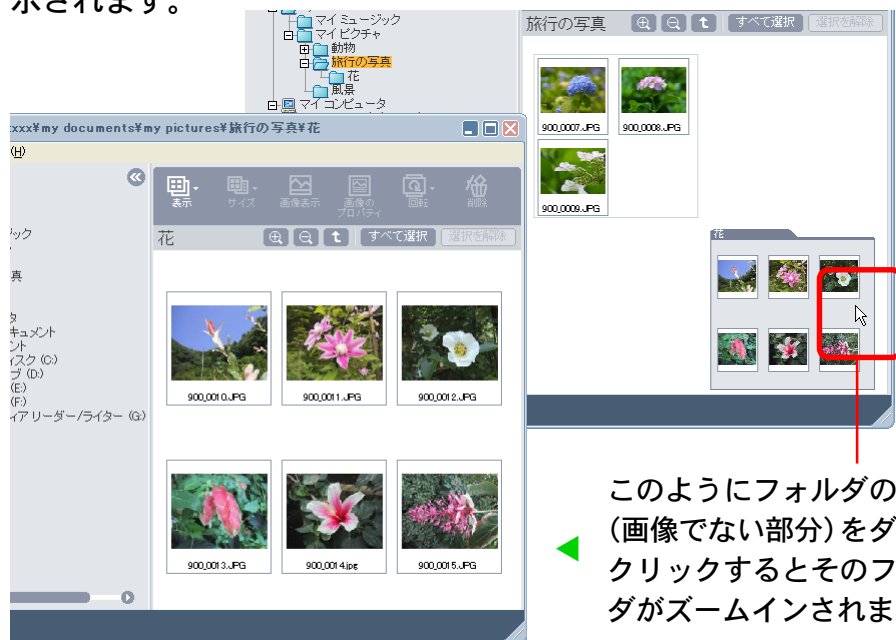 示されます。
マイ ミュージック
マイ ピクチャ
動物
旅行の写真
花
風景
マイ コンピュータ
旅行の写真
すべて選択
選択を解除
900_0007.JPG
900_0008.JPG
900_0009.JPG
花
xxx¥my documents¥my pictures¥旅行の写真¥花
(H)
表示
サイズ
画像表示
画像の
プロパティ
回転
削除
ック
真
タ
キュメント
ント
ィスク (C:)
ブ (D:)
(E:)
(F:)
ィア リーダー/ライター (G:)
花
すべて選択
選択を解除
900_0010.JPG
900_0011.JPG
900_0012.JPG
900_0013.JPG
900_0014.jpg
900_0015.JPG
このようにフォルダの
(画像でない部分)をダ
クリックするとそのフ
ダがズームインされま